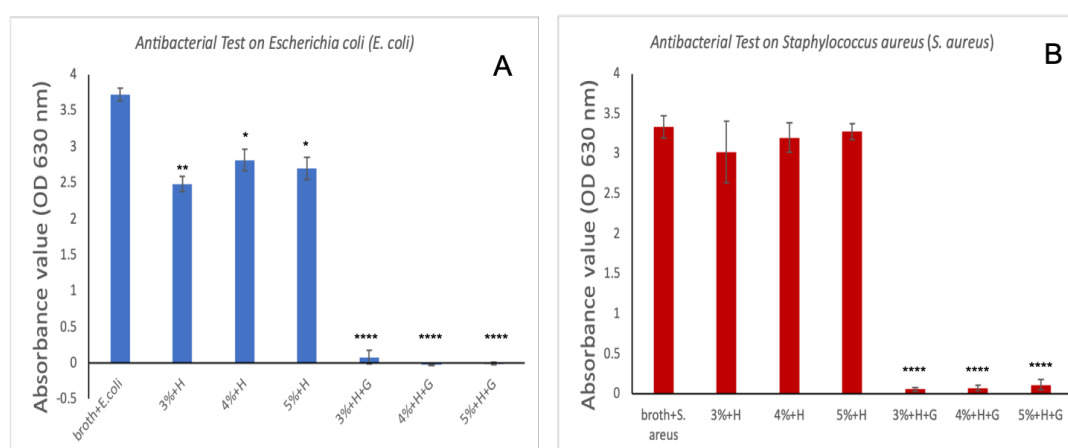 Antibacterial Test on Escherichia coli (E. coli)
A
Absorbance value (OD 630 nm)
4
3.5
3
2.5
2
1.5
1
0.5
0
-0.5
**
*
*
****
****
****
broth+E.coli
3%+H
4%+H
5%+H
3%+H+G
4%+H+G
5%+H+G
Antibacterial Test on Staphylococcus aureus (S. aureus)
B
Absorbance value (OD 630 nm)
4
3.5
3
2.5
2
1.5
1
0.5
0
****
****
****
broth+S.
areus
3%+H
4%+H
5%+H
3%+H+G
4%+H+G
5%+H+G